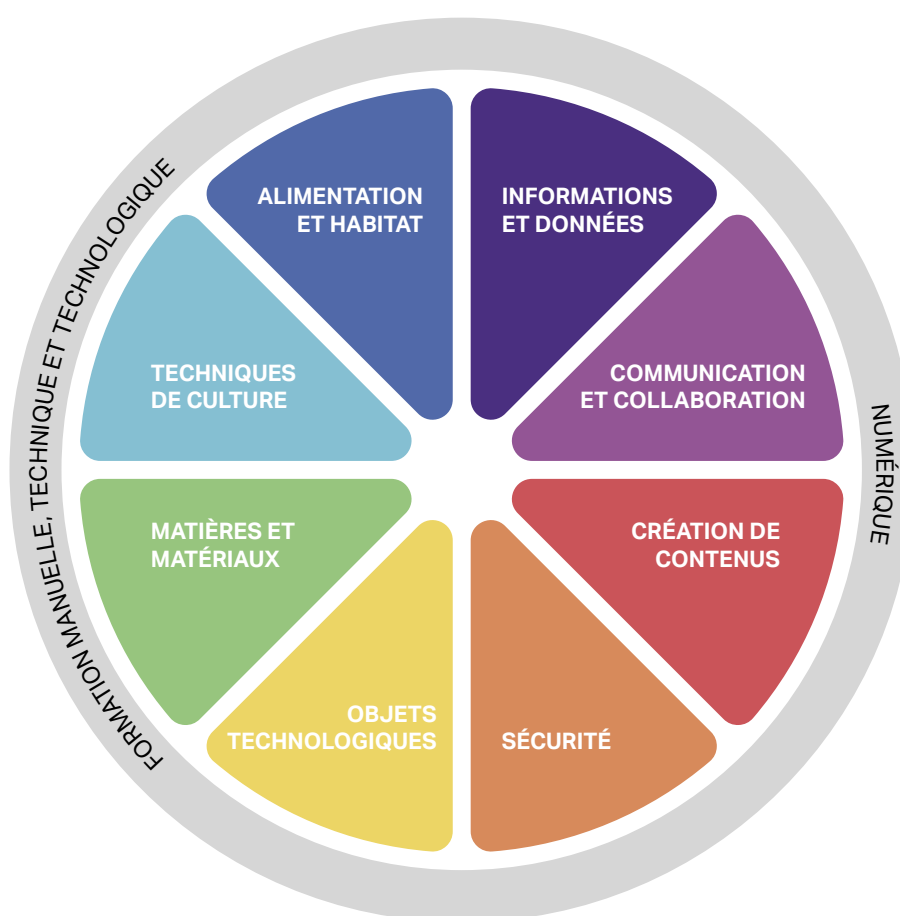 FORMATION MANUELLE, TECHNIQUE ET TECHNOLOGIQUE
ALIMENTATION
ET HABITAT
INFORMATIONS
ET DONNÉES
TECHNIQUES
DE CULTURE
COMMUNICATION
ET COLLABORATION
NUMÉRIQUE
MATIÈRES ET
MATÉRIAUX
CRÉATION DE
CONTENUS
OBJETS
TECHNOLOGIQUES
SÉCURITÉ